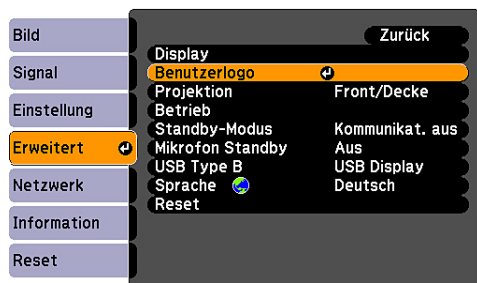 Bild
Signal
Einstellung
Erweitert
Netzwerk
Information
Reset
Zurück
Display
Benutzerlogo
Projektion Front/Decke
Betrieb
Standby-Modus Kommunikat. aus
Mikrofon Standby Aus
USB Type B USB Display
Sprache Deutsch
Reset